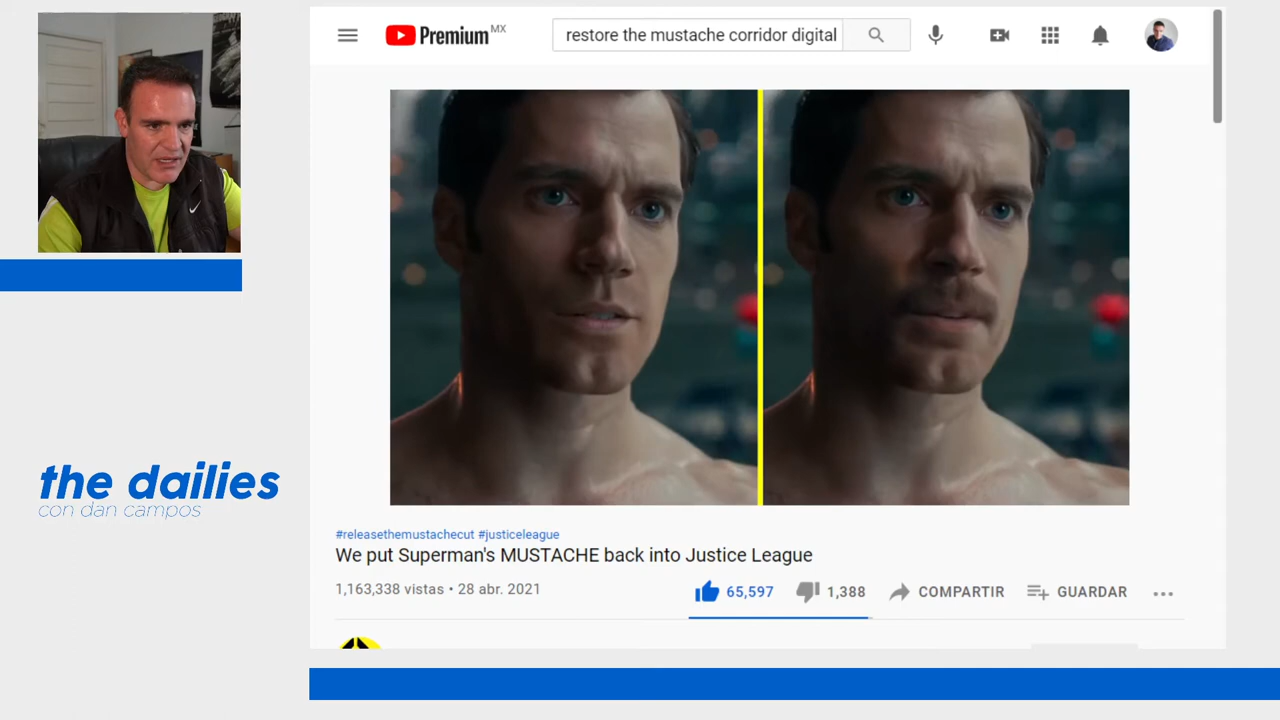 Premium MX
restore the mustache corridor digital
#releasethemustachecut #justiceleague
We put Superman's MUSTACHE back into Justice League
1,163,338 vistas • 28 abr. 2021
65,597
1,388
COMPARTIR
GUARDAR
the dailies
con dan campos